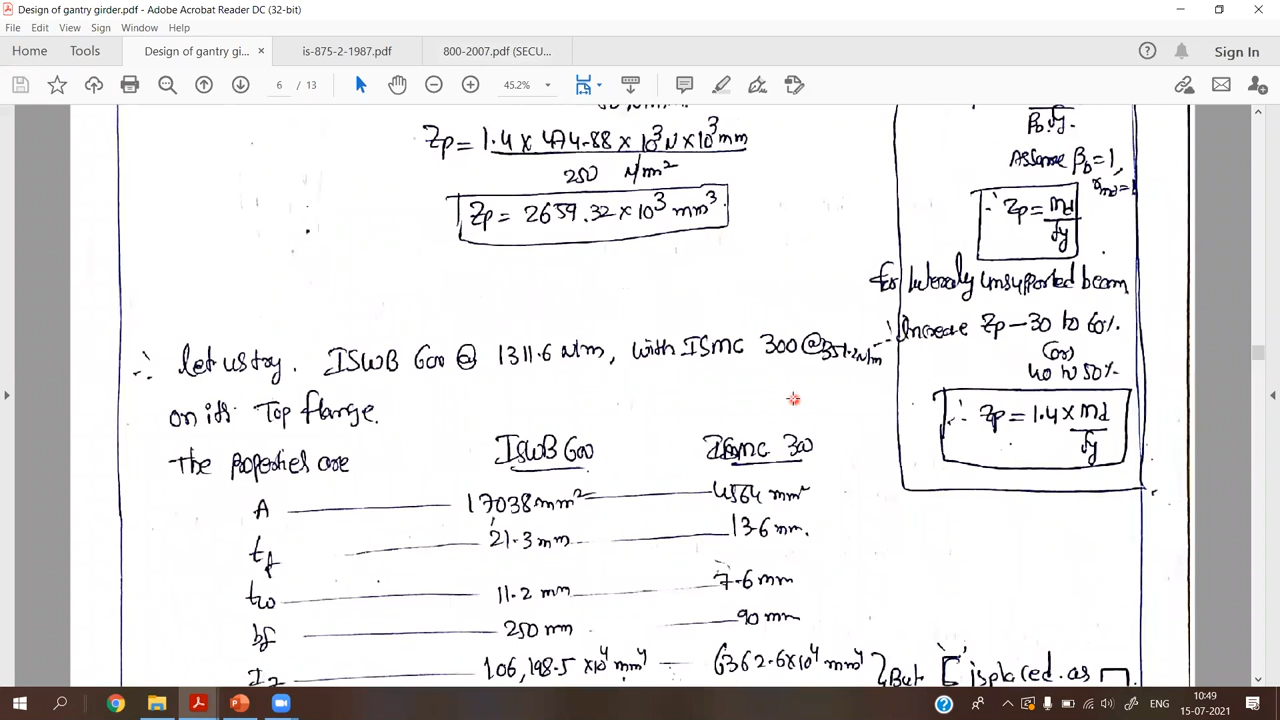 Design of gantry girder.pdf - Adobe Acrobat Reader DC (32-bit)
File Edit View Sign Window Help
Home Tools Design of gantry gi... × is-875-2-1987.pdf 800-2007.pdf (SECU... Sign In
6 / 13 45.2%
Zp = 1.4 × 474.88 × 10³ N × 10³ mm
250 N/mm²
Zp = 2659.32 × 10³ mm³
βb.fy.
Assume βb = 1,
γm0 = 1
∴ Zp = Md
fy
for laterally unsupported beam
∴ Increase Zp – 30 to 60%.
(or)
40 to 50%
∴ Zp = 1.4 × Md
fy
∴ let us try. ISWB 600 @ 1311.6 N/m, with ISMC 300 @ 351.2 N/m
on its Top flange.
The properties are ISWB 600 ISMC 300
A 17038 mm² 4564 mm²
tf 21.3 mm 13.6 mm.
tw 11.2 mm 7.6 mm
bf 250 mm 90 mm
Iz 106,198.5 × 10⁴ mm⁴ 6362.6 × 10⁴ mm⁴ But "[" is placed as
ENG 10:49
15-07-2021